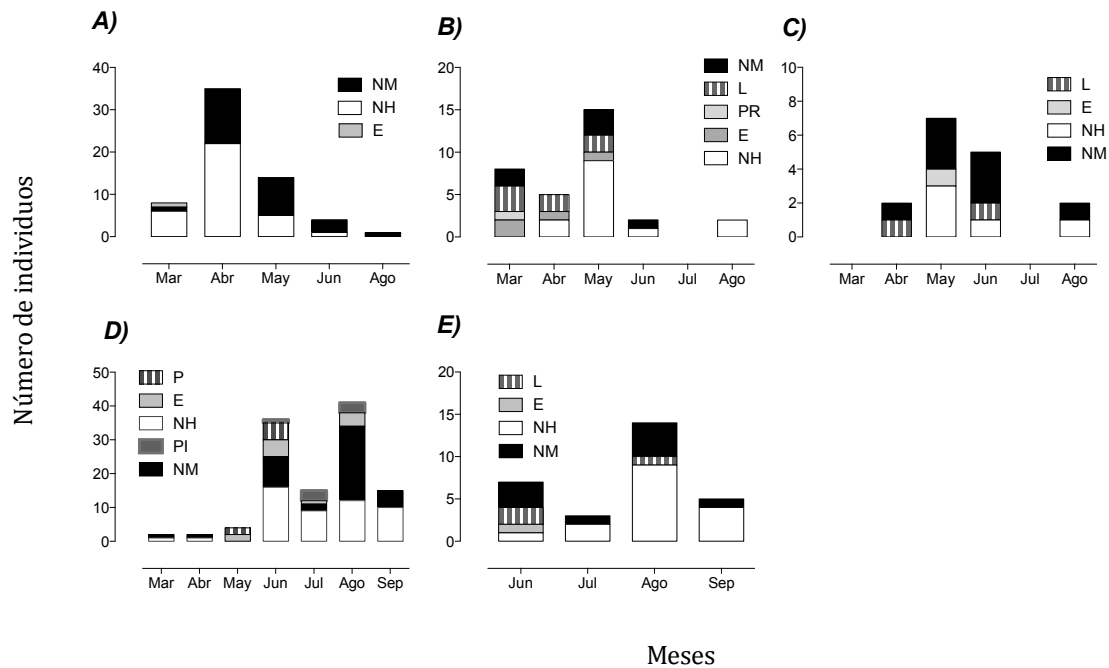 A)
40
30
20
10
0
NM
NH
E
Mar Abr May Jun Ago
B)
20
15
10
5
0
NM
L
PR
E
NH
Mar Abr May Jun Jul Ago
C)
10
8
6
4
2
0
L
E
NH
NM
Mar Abr May Jun Ago
Número de individuos
D)
50
40
30
20
10
0
P
E
NH
PI
NM
Mar Abr May Jun Jul Ago Sep
E)
20
15
10
5
0
L
E
NH
NM
Jun Jul Ago Sep
Meses